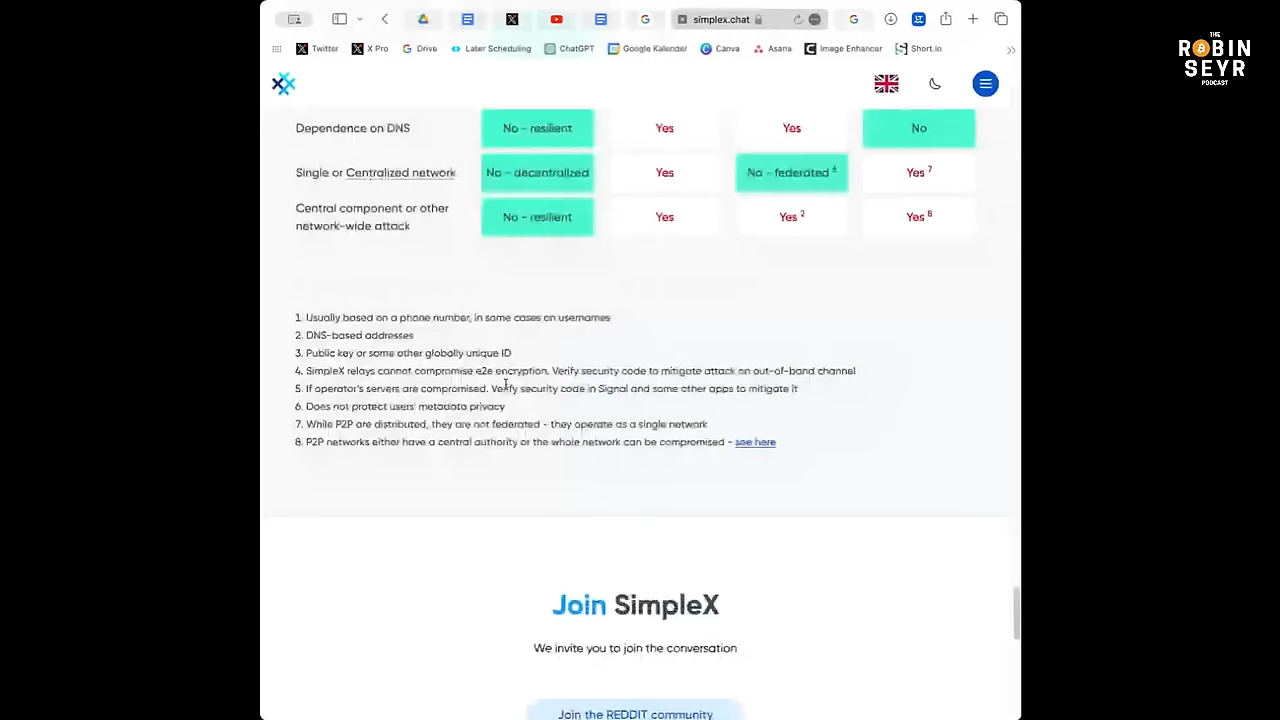 simplex.chat
Twitter
X Pro
Drive
Later Scheduling
ChatGPT
Google Kalender
Canva
Asana
Image Enhancer
Short.io
THE
ROBIN
SEYR
PODCAST
Dependence on DNS No - resilient Yes Yes No
Single or Centralized network No - decentralized Yes No - federated 6 Yes 7
Central component or other
network-wide attack No - resilient Yes Yes 2 Yes 8
1. Usually based on a phone number, in some cases on usernames
2. DNS-based addresses
3. Public key or some other globally unique ID
4. SimpleX relays cannot compromise e2e encryption. Verify security code to mitigate attack on out-of-band channel
5. If operator's servers are compromised. Verify security code in Signal and some other apps to mitigate it
6. Does not protect users' metadata privacy
7. While P2P are distributed, they are not federated - they operate as a single network
8. P2P networks either have a central authority or the whole network can be compromised - see here
Join SimpleX
We invite you to join the conversation
Join the REDDIT community